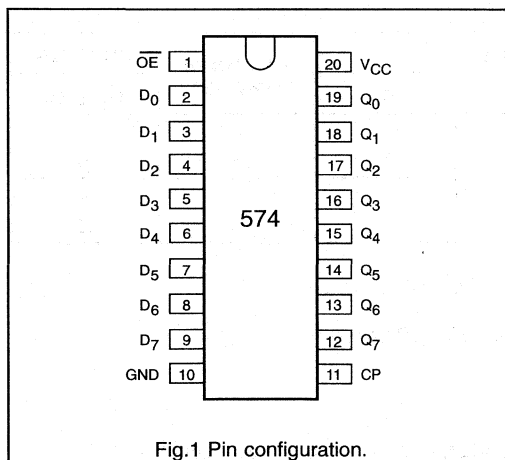 OE 1 20 VCC
D0 2 19 Q0
D1 3 18 Q1
D2 4 17 Q2
D3 5 16 Q3
574
D4 6 15 Q4
D5 7 14 Q5
D6 8 13 Q6
D7 9 12 Q7
GND 10 11 CP
Fig.1 Pin configuration.